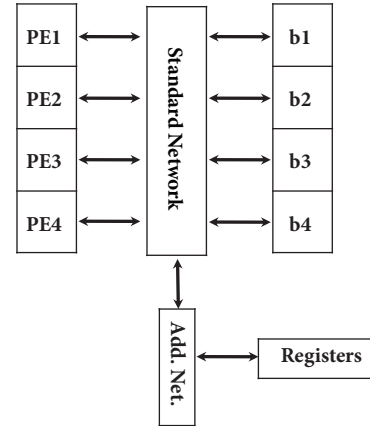 PE1
PE2
PE3
PE4
Standard Network
b1
b2
b3
b4
Add. Net.
Registers